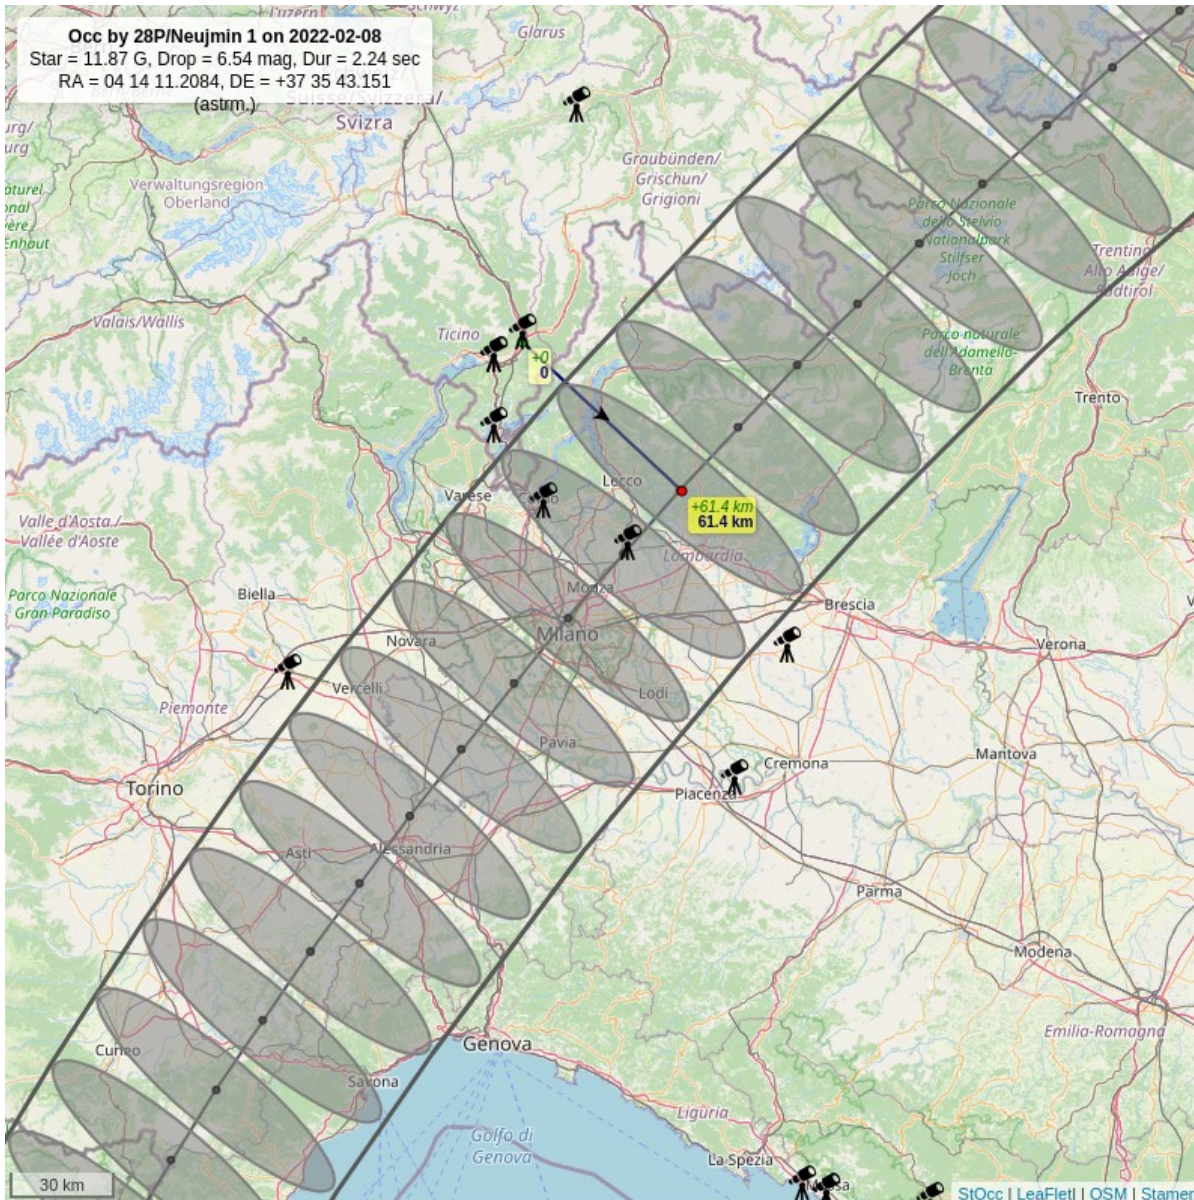 Occ by 28P/Neujmin 1 on 2022-02-08
Star = 11.87 G, Drop = 6.54 mag, Dur = 2.24 sec
RA = 04 14 11.2084, DE = +37 35 43.151
(astrm.)
Luzern
Schwyz
Glarus
Suisse/Svizzera/
Svizra
Graubünden/
Grischun/
Grigioni
Verwaltungsregion
Oberland
Parco Nazionale
dello Stelvio
Nationalpark
Stilfser
Joch
Trentino
Alto Adige/
Südtirol
Valais/Wallis
Ticino
+0
0
Parco naturale
dell'Adamello-
Brenta
Trento
Varese
Lecco
+61.4 km
61.4 km
Lombardia
Valle d'Aosta /
Vallée d'Aoste
Parco Nazionale
Gran Paradiso
Biella
Monza
Milano
Brescia
Verona
Novara
Vercelli
Lodi
Piemonte
Pavia
Cremona
Mantova
Torino
Piacenza
Asti
Alessandria
Parma
Modena
Emilia-Romagna
Genova
Cuneo
Savona
Liguria
Golfo di
Genova
La Spezia
30 km
StOcc | LeaFletI | OSM | Stamen